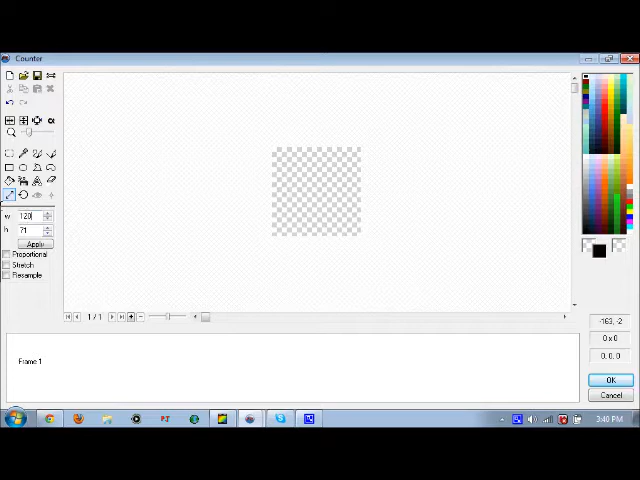 Counter
w 120
h 71
Apply
Proportional
Stretch
Resample
1 / 1
Frame 1
-163, -2
0 x 0
0, 0, 0
OK
Cancel
P.T
3:40 PM